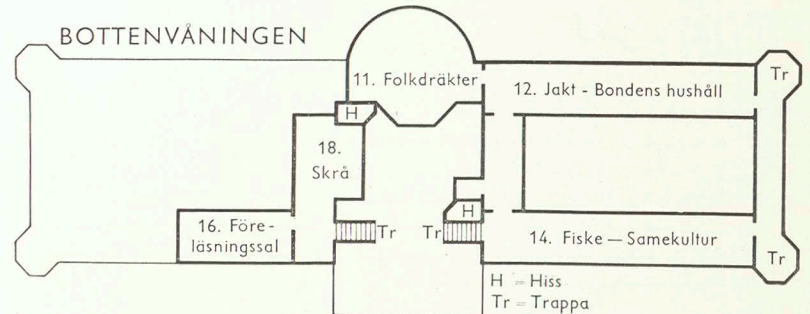 BOTTENVÅNINGEN
11. Folkdräkter
12. Jakt - Bondens hushåll
Tr
H
18.
Skrå
H
16. Före-
läsningssal
Tr
Tr
14. Fiske — Samekultur
Tr
H = Hiss
Tr = Trappa